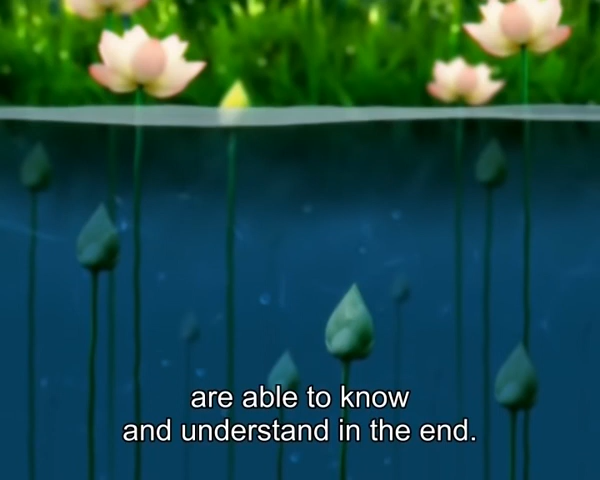 are able to know
and understand in the end.